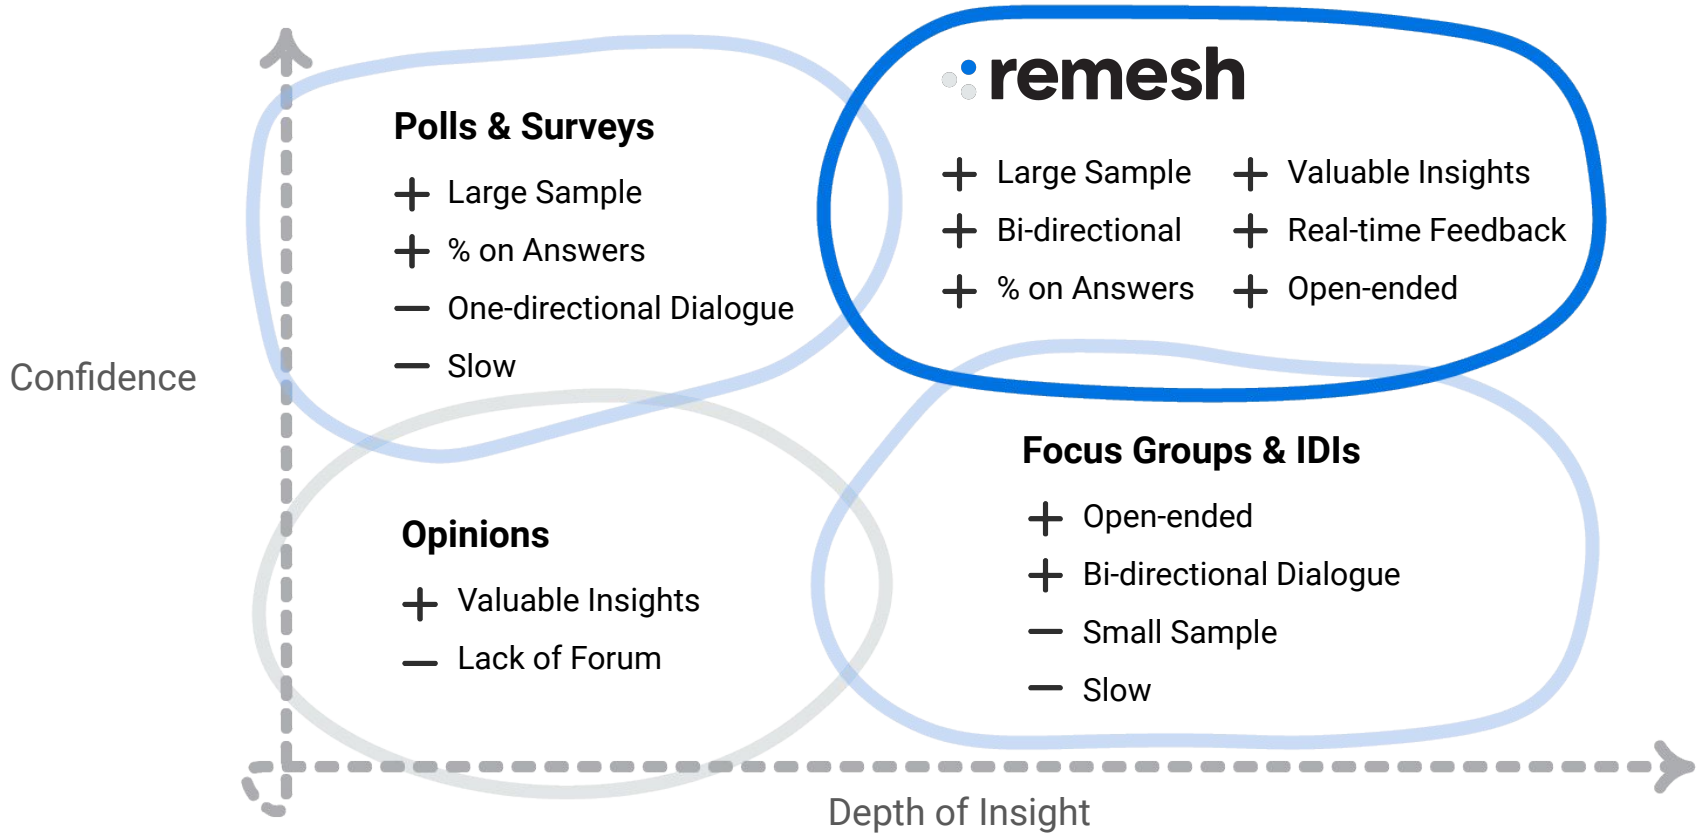 remesh
+ Large Sample
+ Bi-directional
+ % on Answers
+ Valuable Insights
+ Real-time Feedback
+ Open-ended
Polls & Surveys
+ Large Sample
+ % on Answers
— One-directional Dialogue
— Slow
Confidence
Opinions
+ Valuable Insights
— Lack of Forum
Focus Groups & IDIs
+ Open-ended
+ Bi-directional Dialogue
— Small Sample
— Slow
Depth of Insight